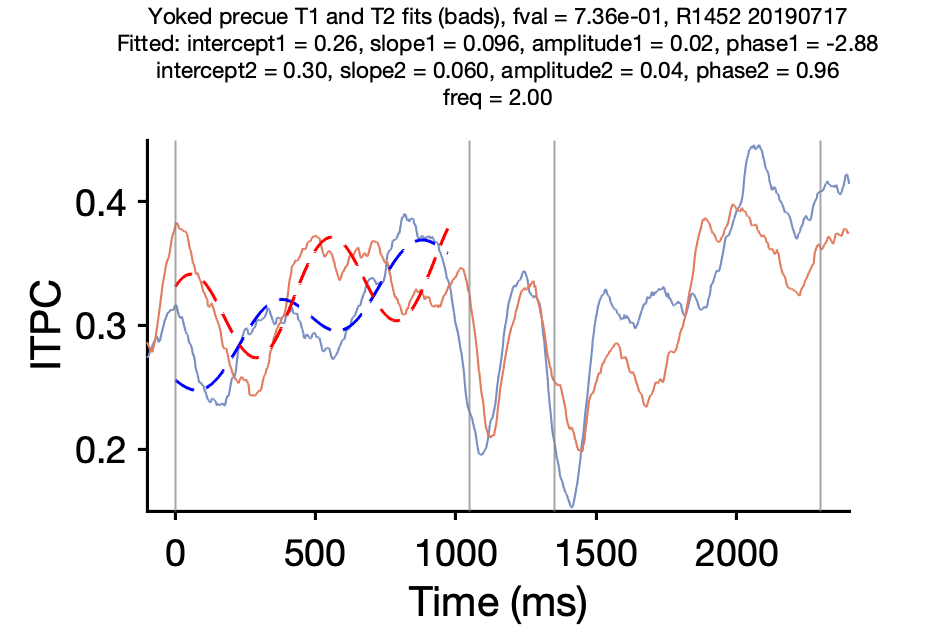 Yoked precue T1 and T2 fits (bads), fval = 7.36e-01, R1452 20190717
Fitted: intercept1 = 0.26, slope1 = 0.096, amplitude1 = 0.02, phase1 = -2.88
intercept2 = 0.30, slope2 = 0.060, amplitude2 = 0.04, phase2 = 0.96
freq = 2.00
0.4
0.3
0.2
ITPC
0 500 1000 1500 2000
Time (ms)